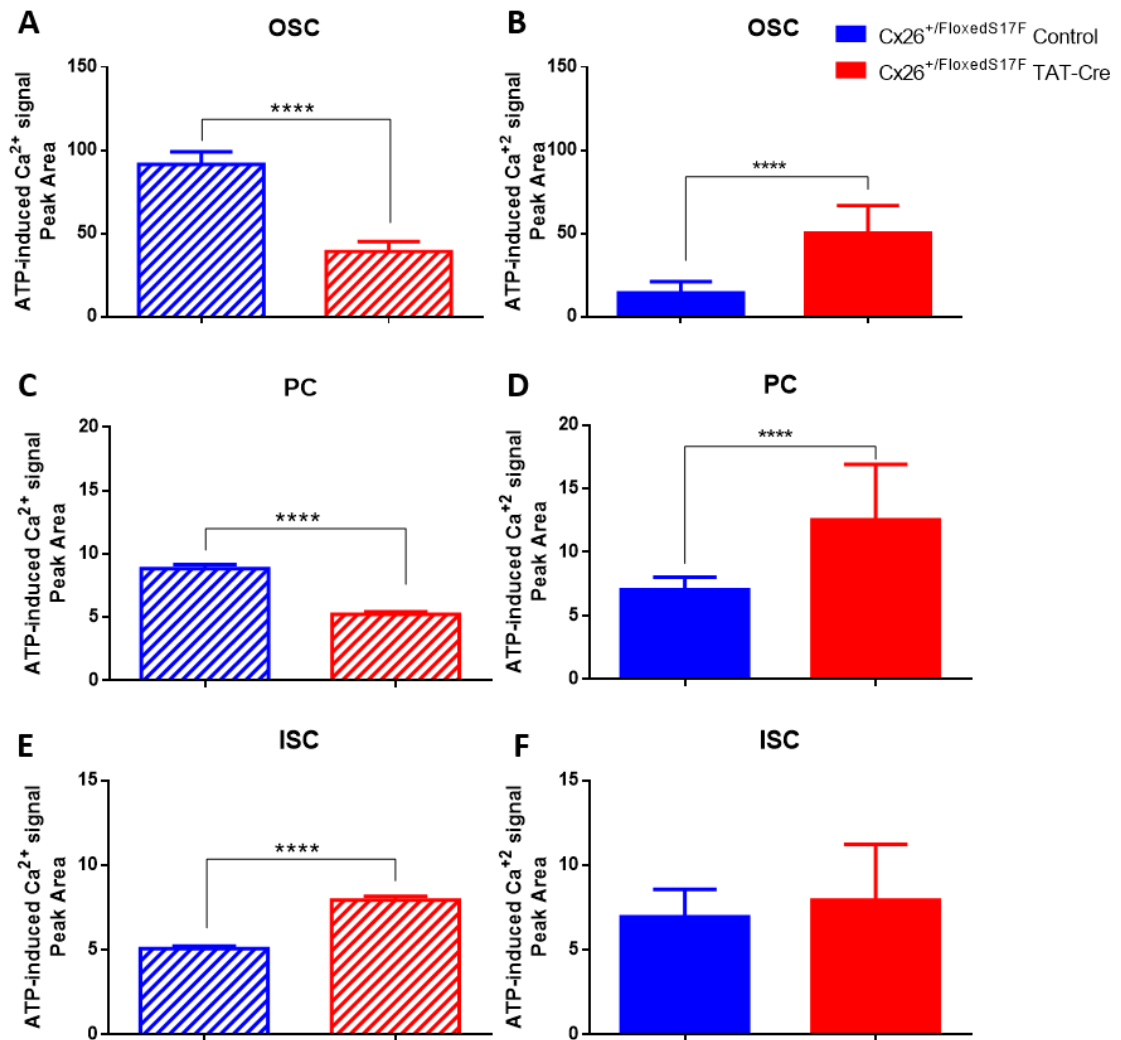 A
OSC
ATP-induced Ca²⁺ signal
Peak Area
150
100
50
0
****
B
OSC
Cx26⁺/FloxedS17F Control
Cx26⁺/FloxedS17F TAT-Cre
ATP-induced Ca⁺² signal
Peak Area
150
100
50
0
****
C
PC
ATP-induced Ca²⁺ signal
Peak Area
20
15
10
5
0
****
D
PC
ATP-induced Ca⁺² signal
Peak Area
20
15
10
5
0
****
E
ISC
ATP-induced Ca²⁺ signal
Peak Area
15
10
5
0
****
F
ISC
ATP-induced Ca⁺² signal
Peak Area
15
10
5
0